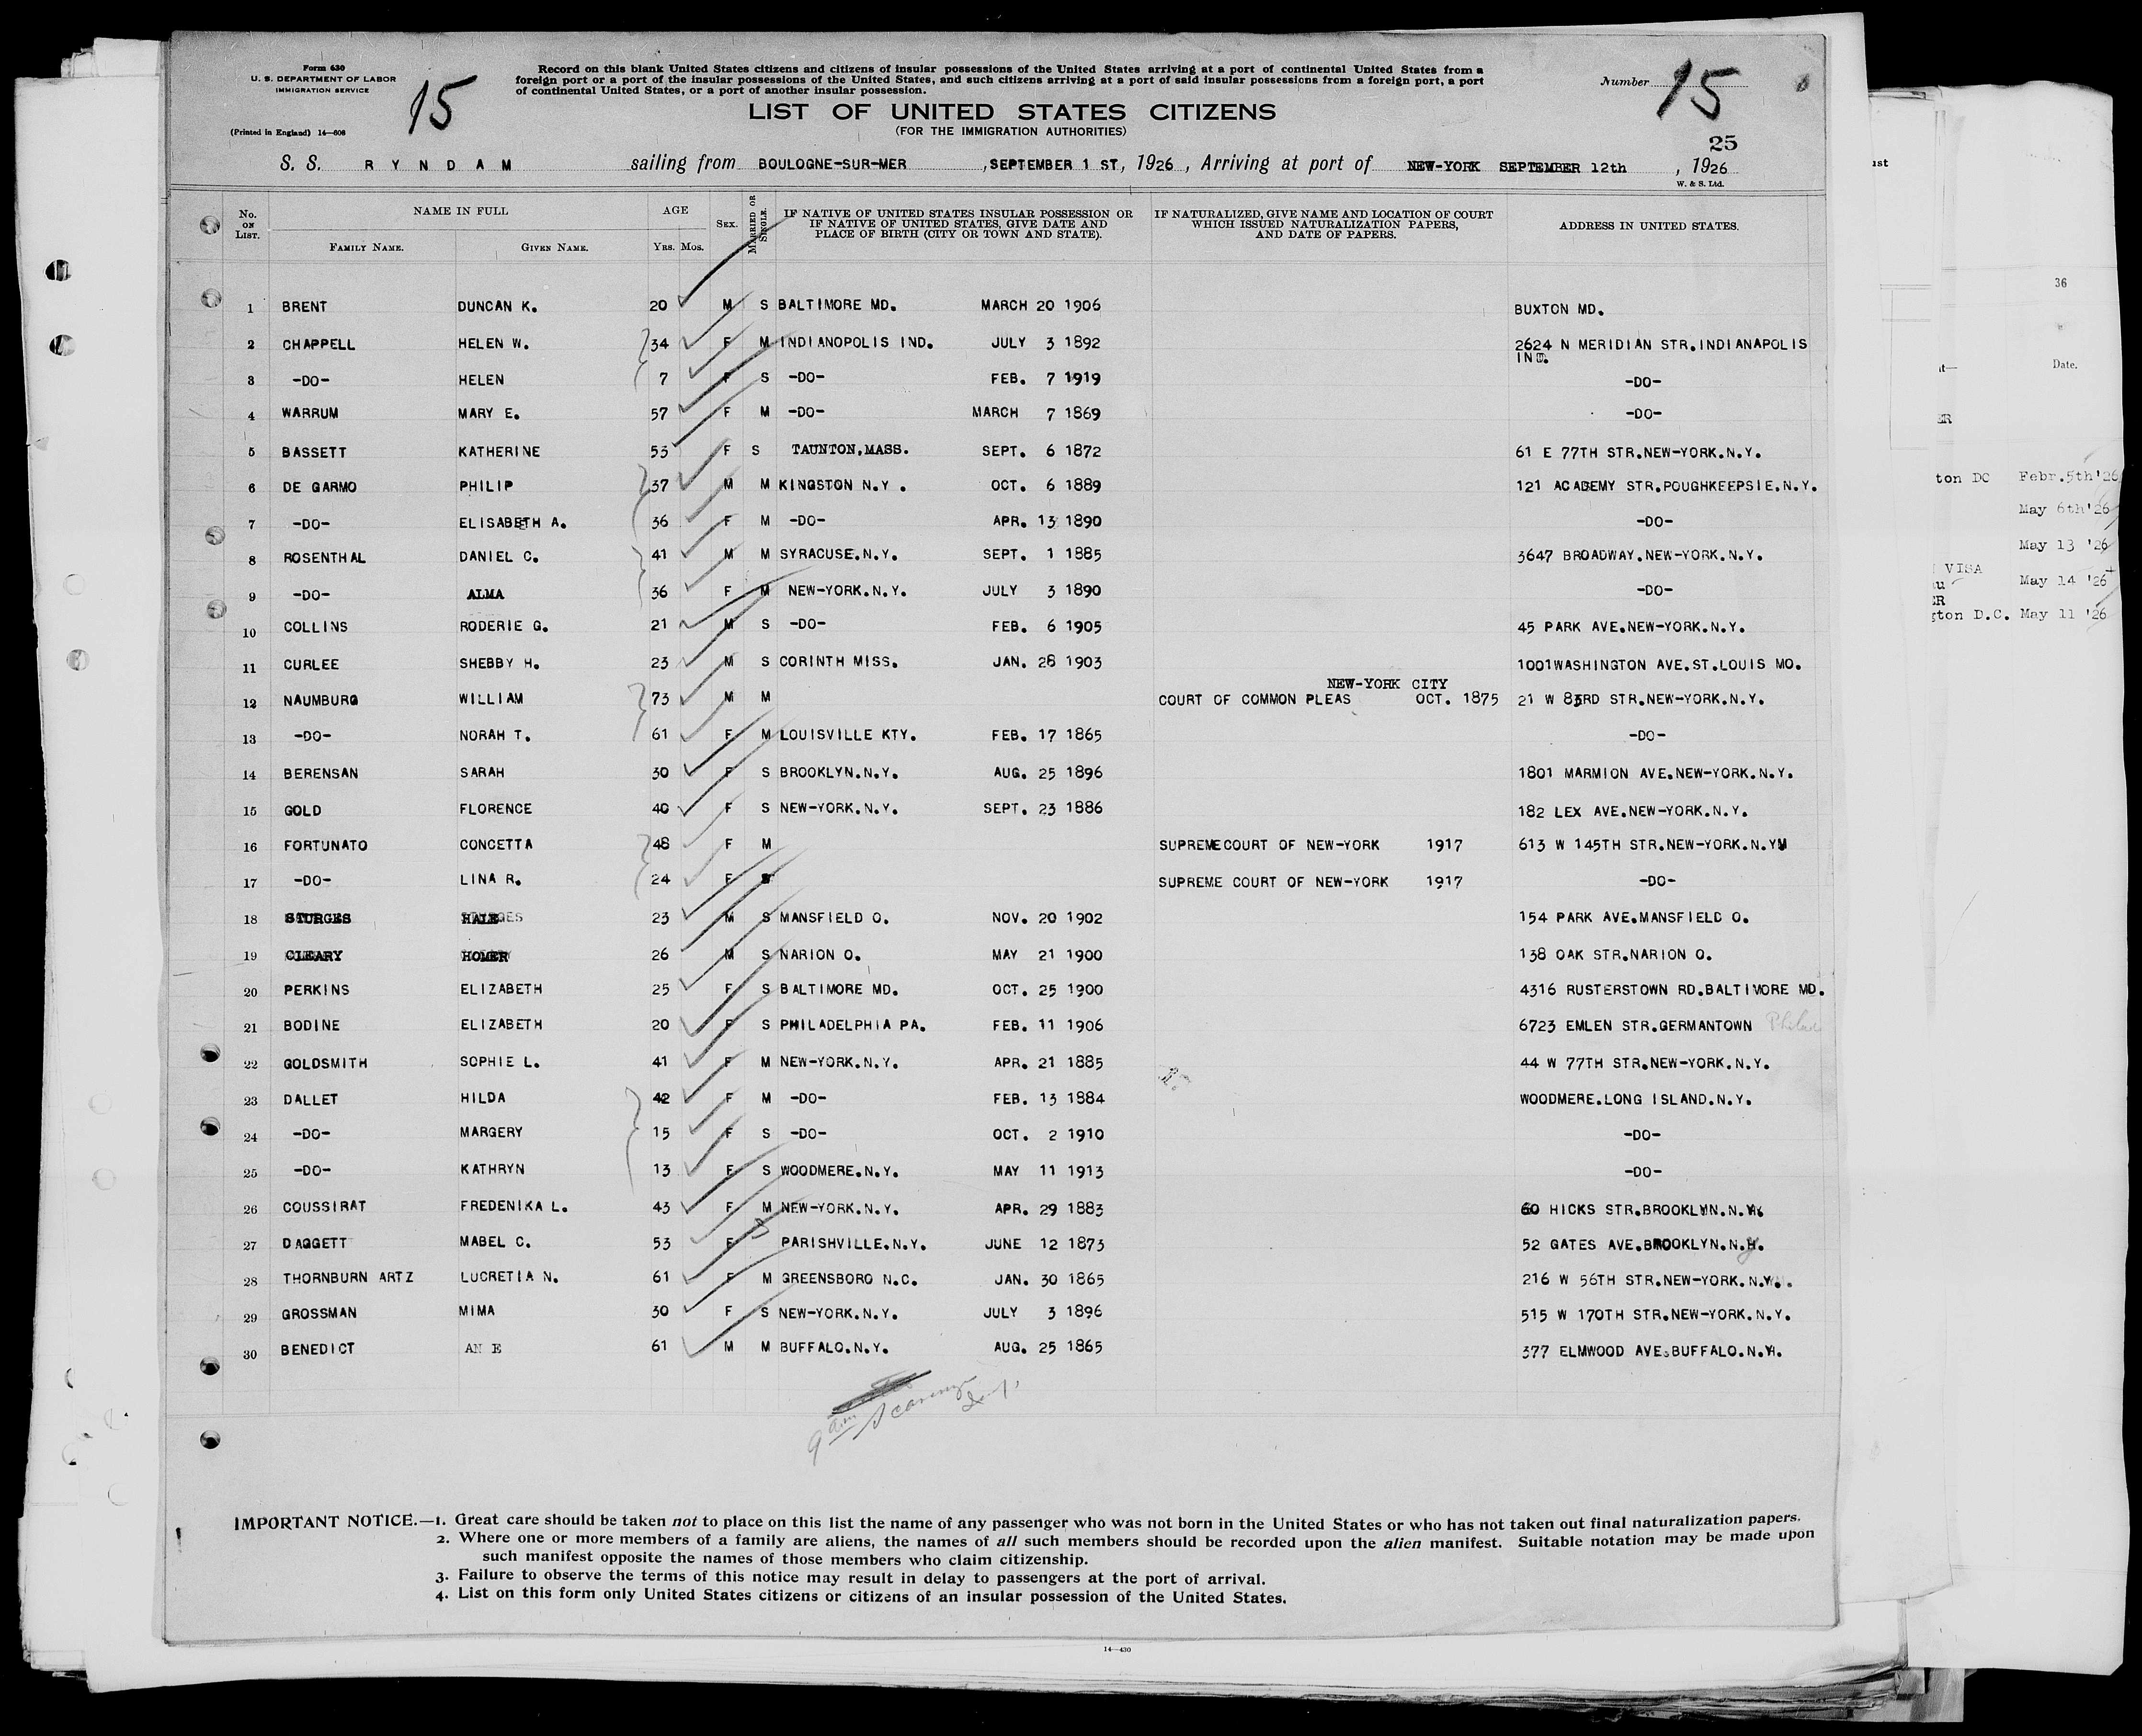 Form 630
U. S. DEPARTMENT OF LABOR
IMMIGRATION SERVICE
(Printed in England) 14—608
15
Record on this blank United States citizens and citizens of insular possessions of the United States arriving at a port of continental United States from a
foreign port or a port of the insular possessions of the United States, and such citizens arriving at a port of said insular possessions from a foreign port, a port
of continental United States, or a port of another insular possession.
Number 15
LIST OF UNITED STATES CITIZENS
(FOR THE IMMIGRATION AUTHORITIES)
25
S. S. RYNDAM sailing from BOULOGNE-SUR-MER , SEPTEMBER 1 ST, 1926 , Arriving at port of NEW-YORK SEPTEMBER 12th , 1926
W. & S. Ltd.
No. ON LIST. NAME IN FULL FAMILY NAME. GIVEN NAME. AGE YRS. MOS. SEX. MARRIED OR SINGLE. IF NATIVE OF UNITED STATES INSULAR POSSESSION OR IF NATIVE OF UNITED STATES, GIVE DATE AND PLACE OF BIRTH (CITY OR TOWN AND STATE). IF NATURALIZED, GIVE NAME AND LOCATION OF COURT WHICH ISSUED NATURALIZATION PAPERS, AND DATE OF PAPERS. ADDRESS IN UNITED STATES.
1 BRENT DUNCAN K. 20 M S BALTIMORE MD. MARCH 20 1906 BUXTON MD.
2 CHAPPELL HELEN W. 34 F M INDIANOPOLIS IND. JULY 3 1892 2624 N MERIDIAN STR.INDIANAPOLIS
IND.
3 -DO- HELEN 7 F S -DO- FEB. 7 1919 -DO-
4 WARRUM MARY E. 57 F M -DO- MARCH 7 1869 -DO-
5 BASSETT KATHERINE 53 F S TAUNTON.MASS. SEPT. 6 1872 61 E 77TH STR.NEW-YORK.N.Y.
6 DE GARMO PHILIP 37 M M KINGSTON N.Y . OCT. 6 1889 121 ACADEMY STR.POUGHKEEPSIE.N.Y.
7 -DO- ELISABETH A. 36 F M -DO- APR. 13 1890 -DO-
8 ROSENTHAL DANIEL C. 41 M M SYRACUSE.N.Y. SEPT. 1 1885 3647 BROADWAY.NEW-YORK.N.Y.
9 -DO- ALMA 36 F M NEW-YORK.N.Y. JULY 3 1890 -DO-
10 COLLINS RODERIE G. 21 M S -DO- FEB. 6 1905 45 PARK AVE.NEW-YORK.N.Y.
11 CURLEE SHEBBY H. 23 M S CORINTH MISS. JAN. 28 1903 1001WASHINGTON AVE.ST.LOUIS MO.
NEW-YORK CITY
12 NAUMBURG WILLIAM 73 M M COURT OF COMMON PLEAS OCT. 1875 21 W 83RD STR.NEW-YORK.N.Y.
13 -DO- NORAH T. 61 F M LOUISVILLE KTY. FEB. 17 1865 -DO-
14 BERENSAN SARAH 30 F S BROOKLYN.N.Y. AUG. 25 1896 1801 MARMION AVE.NEW-YORK.N.Y.
15 GOLD FLORENCE 40 F S NEW-YORK.N.Y. SEPT. 23 1886 182 LEX AVE.NEW-YORK.N.Y.
16 FORTUNATO CONCETTA 48 F M SUPREME COURT OF NEW-YORK 1917 613 W 145TH STR.NEW-YORK.N.Y
17 -DO- LINA R. 24 F S SUPREME COURT OF NEW-YORK 1917 -DO-
18 STURGES HALE 23 M S MANSFIELD O. NOV. 20 1902 154 PARK AVE.MANSFIELD O.
19 CLEARY HOMER 26 M S NARION O. MAY 21 1900 138 OAK STR.NARION O.
20 PERKINS ELIZABETH 25 F S BALTIMORE MD. OCT. 25 1900 4316 RUSTERSTOWN RD.BALTIMORE MD.
21 BODINE ELIZABETH 20 F S PHILADELPHIA PA. FEB. 11 1906 6723 EMLEN STR.GERMANTOWN
22 GOLDSMITH SOPHIE L. 41 F M NEW-YORK.N.Y. APR. 21 1885 44 W 77TH STR.NEW-YORK.N.Y.
23 DALLET HILDA 42 F M -DO- FEB. 13 1884 WOODMERE.LONG ISLAND.N.Y.
24 -DO- MARGERY 15 F S -DO- OCT. 2 1910 -DO-
25 -DO- KATHRYN 13 F S WOODMERE.N.Y. MAY 11 1913 -DO-
26 COUSSIRAT FREDENIKA L. 43 F M NEW-YORK.N.Y. APR. 29 1883 60 HICKS STR.BROOKLYN.N.Y.
27 DAGGETT MABEL C. 53 F PARISHVILLE.N.Y. JUNE 12 1873 52 GATES AVE.BROOKLYN.N.Y.
28 THORNBURN ARTZ LUCRETIA N. 61 F M GREENSBORO N.C. JAN. 30 1865 216 W 56TH STR.NEW-YORK.N.Y.
29 GROSSMAN MIMA 30 F S NEW-YORK.N.Y. JULY 3 1896 515 W 170TH STR.NEW-YORK.N.Y.
30 BENEDICT AN E 61 M M BUFFALO.N.Y. AUG. 25 1865 377 ELMWOOD AVE.BUFFALO.N.Y.
IMPORTANT NOTICE.—1. Great care should be taken not to place on this list the name of any passenger who was not born in the United States or who has not taken out final naturalization papers.
2. Where one or more members of a family are aliens, the names of all such members should be recorded upon the alien manifest. Suitable notation may be made upon
such manifest opposite the names of those members who claim citizenship.
3. Failure to observe the terms of this notice may result in delay to passengers at the port of arrival.
4. List on this form only United States citizens or citizens of an insular possession of the United States.
14—430
36
Date.
ton DC Febr.5th'26
May 6th'26
May 13 '26
VISA
May 14 '26
ton D.C. May 11 '26